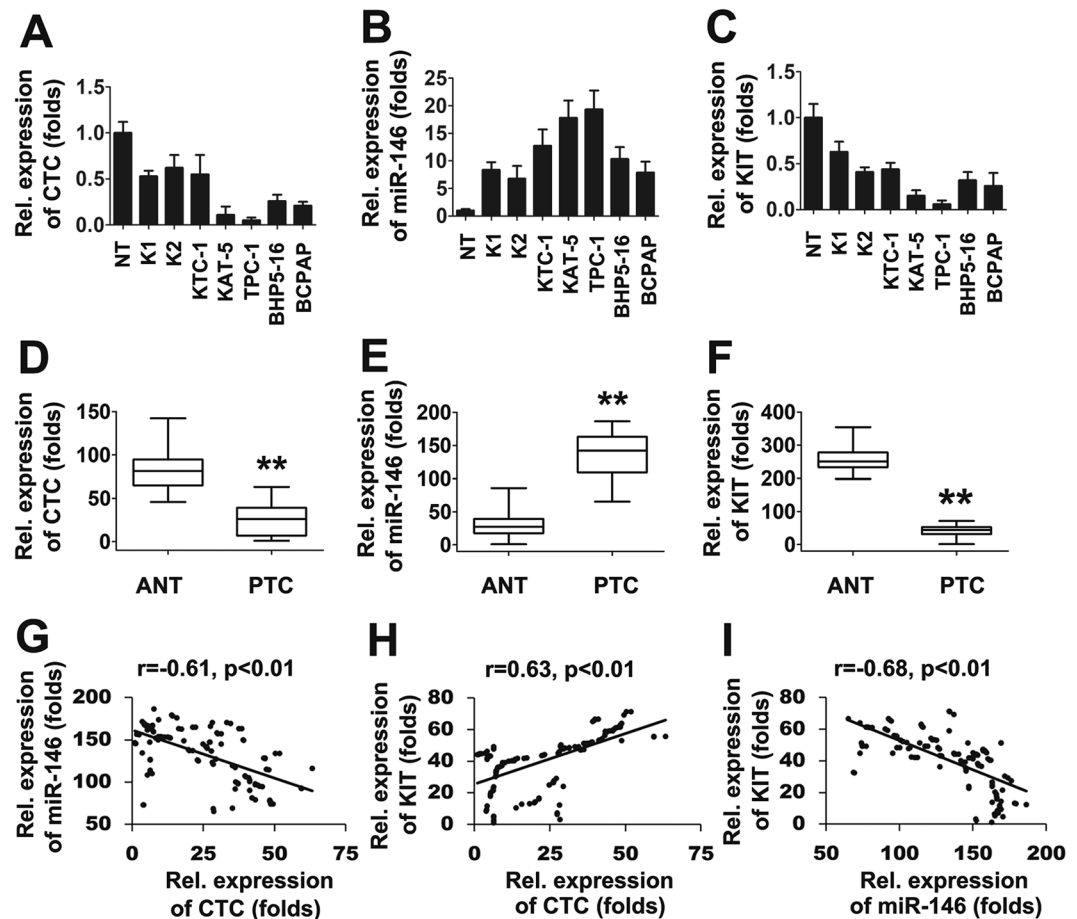 A
Rel. expression
of CTC (folds)
1.5
1.0
0.5
0.0
NT
K1
K2
KTC-1
KAT-5
TPC-1
BHP5-16
BCPAP
B
Rel. expression
of miR-146 (folds)
25
20
15
10
5
0
NT
K1
K2
KTC-1
KAT-5
TPC-1
BHP5-16
BCPAP
C
Rel. expression
of KIT (folds)
1.5
1.0
0.5
0.0
NT
K1
K2
KTC-1
KAT-5
TPC-1
BHP5-16
BCPAP
D
Rel. expression
of CTC (folds)
150
100
50
0
**
ANT PTC
E
Rel. expression
of miR-146 (folds)
200
150
100
50
0
**
ANT PTC
F
Rel. expression
of KIT (folds)
400
300
200
100
0
**
ANT PTC
G
r=-0.61, p<0.01
Rel. expression
of miR-146 (folds)
200
150
100
50
0 25 50 75
Rel. expression
of CTC (folds)
H
r=0.63, p<0.01
Rel. expression
of KIT (folds)
80
60
40
20
0
0 25 50 75
Rel. expression
of CTC (folds)
I
r=-0.68, p<0.01
Rel. expression
of KIT (folds)
80
60
40
20
0
50 100 150 200
Rel. expression
of miR-146 (folds)